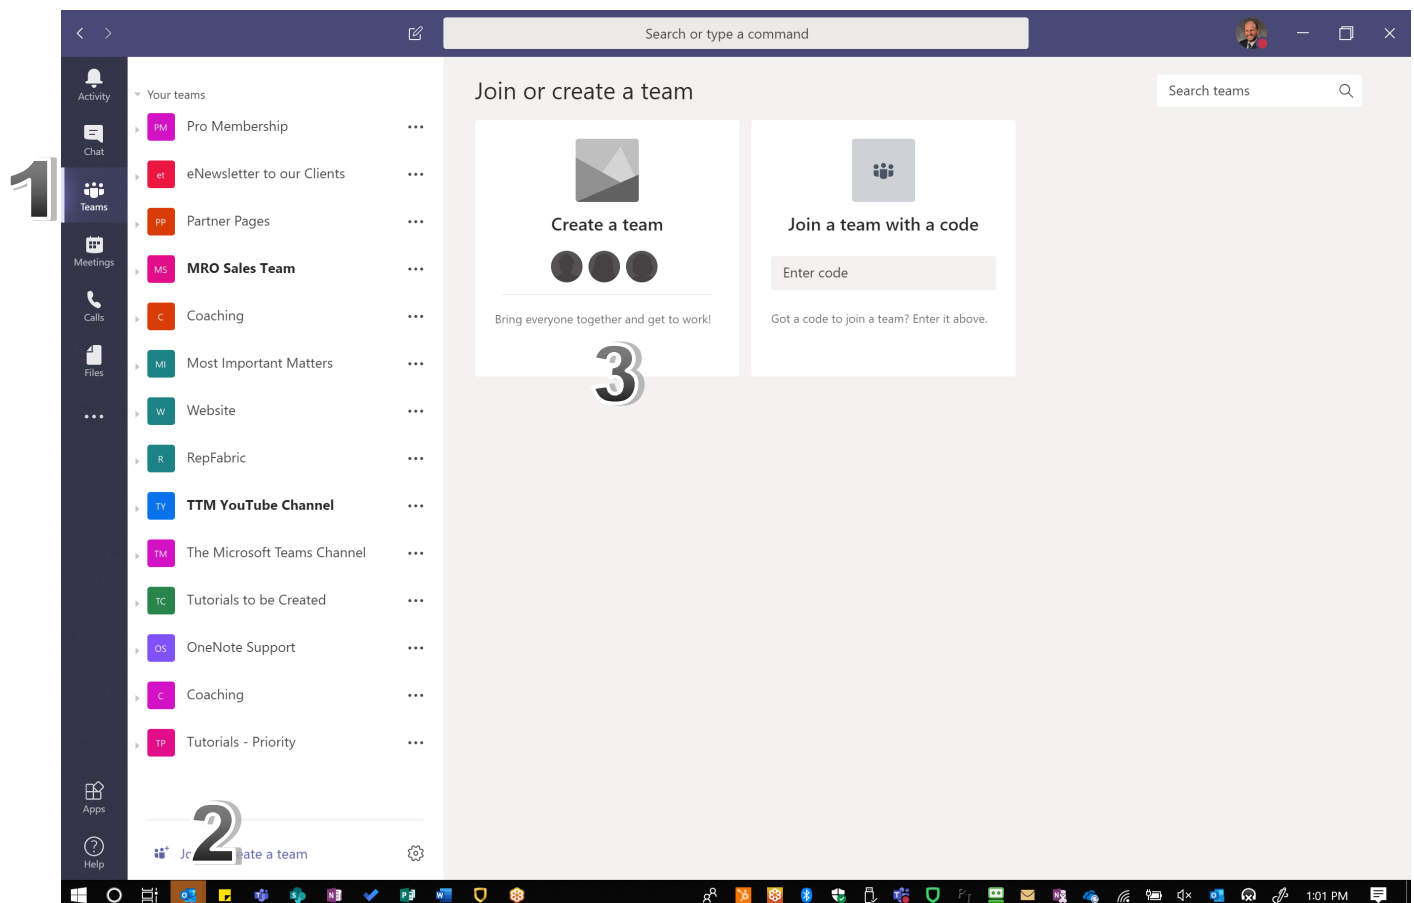 Search or type a command
1
Activity
Chat
Teams
Meetings
Calls
Files
Apps
Help
Your teams
PM Pro Membership
et eNewsletter to our Clients
PP Partner Pages
MS MRO Sales Team
C Coaching
MI Most Important Matters
W Website
R RepFabric
TY TTM YouTube Channel
TM The Microsoft Teams Channel
TC Tutorials to be Created
OS OneNote Support
C Coaching
TP Tutorials - Priority
2
eate a team
Join or create a team
Search teams
Create a team
Bring everyone together and get to work!
3
Join a team with a code
Enter code
Got a code to join a team? Enter it above.
1:01 PM